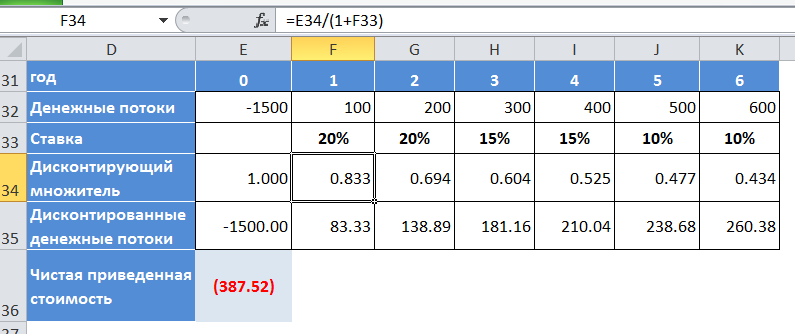 F34 fx =E34/(1+F33)
D E F G H I J K
31 год 0 1 2 3 4 5 6
32 Денежные потоки -1500 100 200 300 400 500 600
33 Ставка 20% 20% 15% 15% 10% 10%
Дисконтирующий
34 множитель 1.000 0.833 0.694 0.604 0.525 0.477 0.434
Дисконтированные
35 денежные потоки -1500.00 83.33 138.89 181.16 210.04 238.68 260.38
Чистая приведенная
36 стоимость (387.52)
37